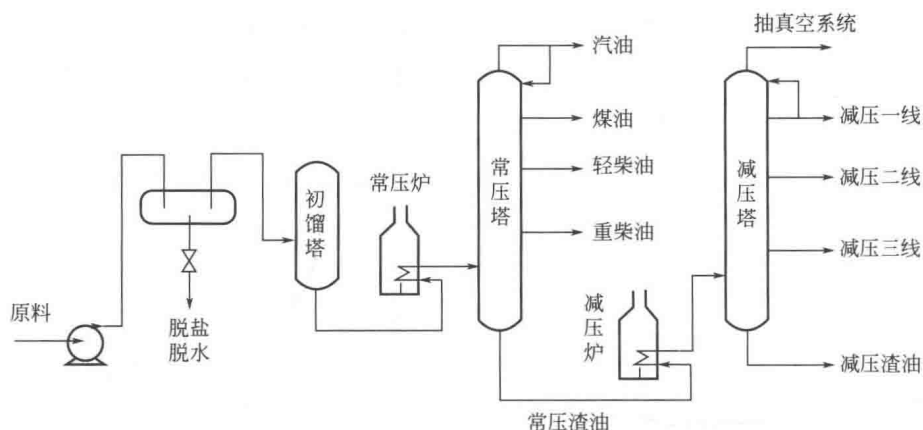 原料
脱盐
脱水
初馏塔
常压炉
常压塔
汽油
煤油
轻柴油
重柴油
常压渣油
减压炉
减压塔
抽真空系统
减压一线
减压二线
减压三线
减压渣油